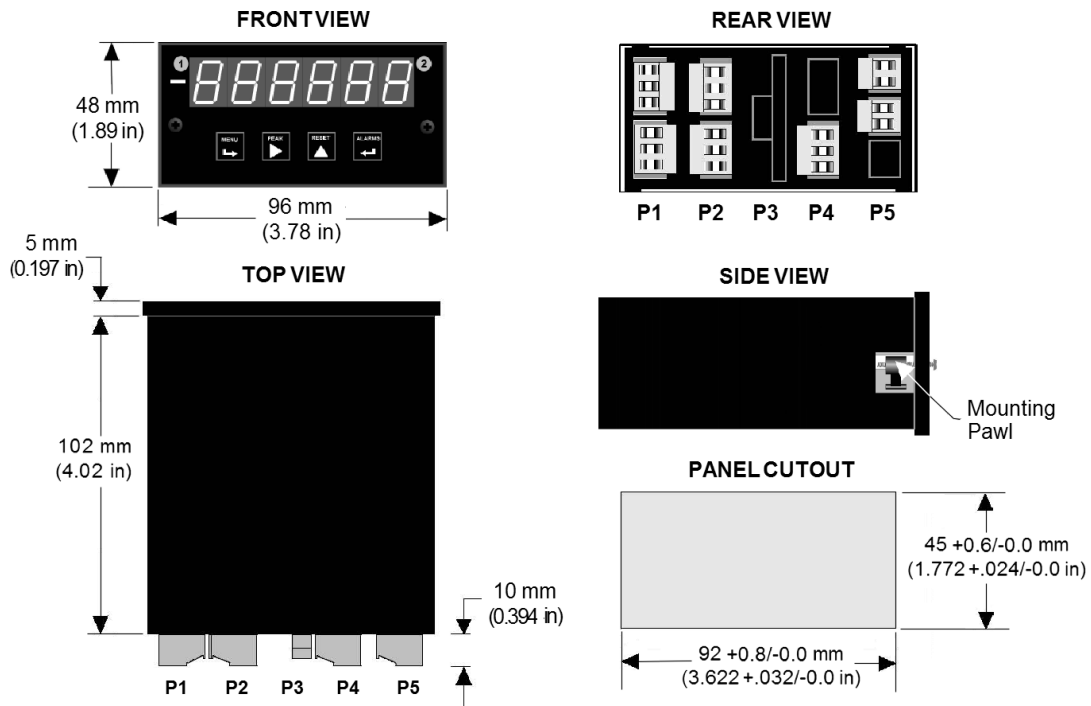 FRONT VIEW
1
2
888888
MENU
PEAK
RESET
ALARMS
48 mm
(1.89 in)
96 mm
(3.78 in)
REAR VIEW
P1 P2 P3 P4 P5
5 mm
(0.197 in)
TOP VIEW
102 mm
(4.02 in)
10 mm
(0.394 in)
P1 P2 P3 P4 P5
SIDE VIEW
Mounting
Pawl
PANEL CUTOUT
45 +0.6/-0.0 mm
(1.772 +.024/-0.0 in)
92 +0.8/-0.0 mm
(3.622 +.032/-0.0 in)